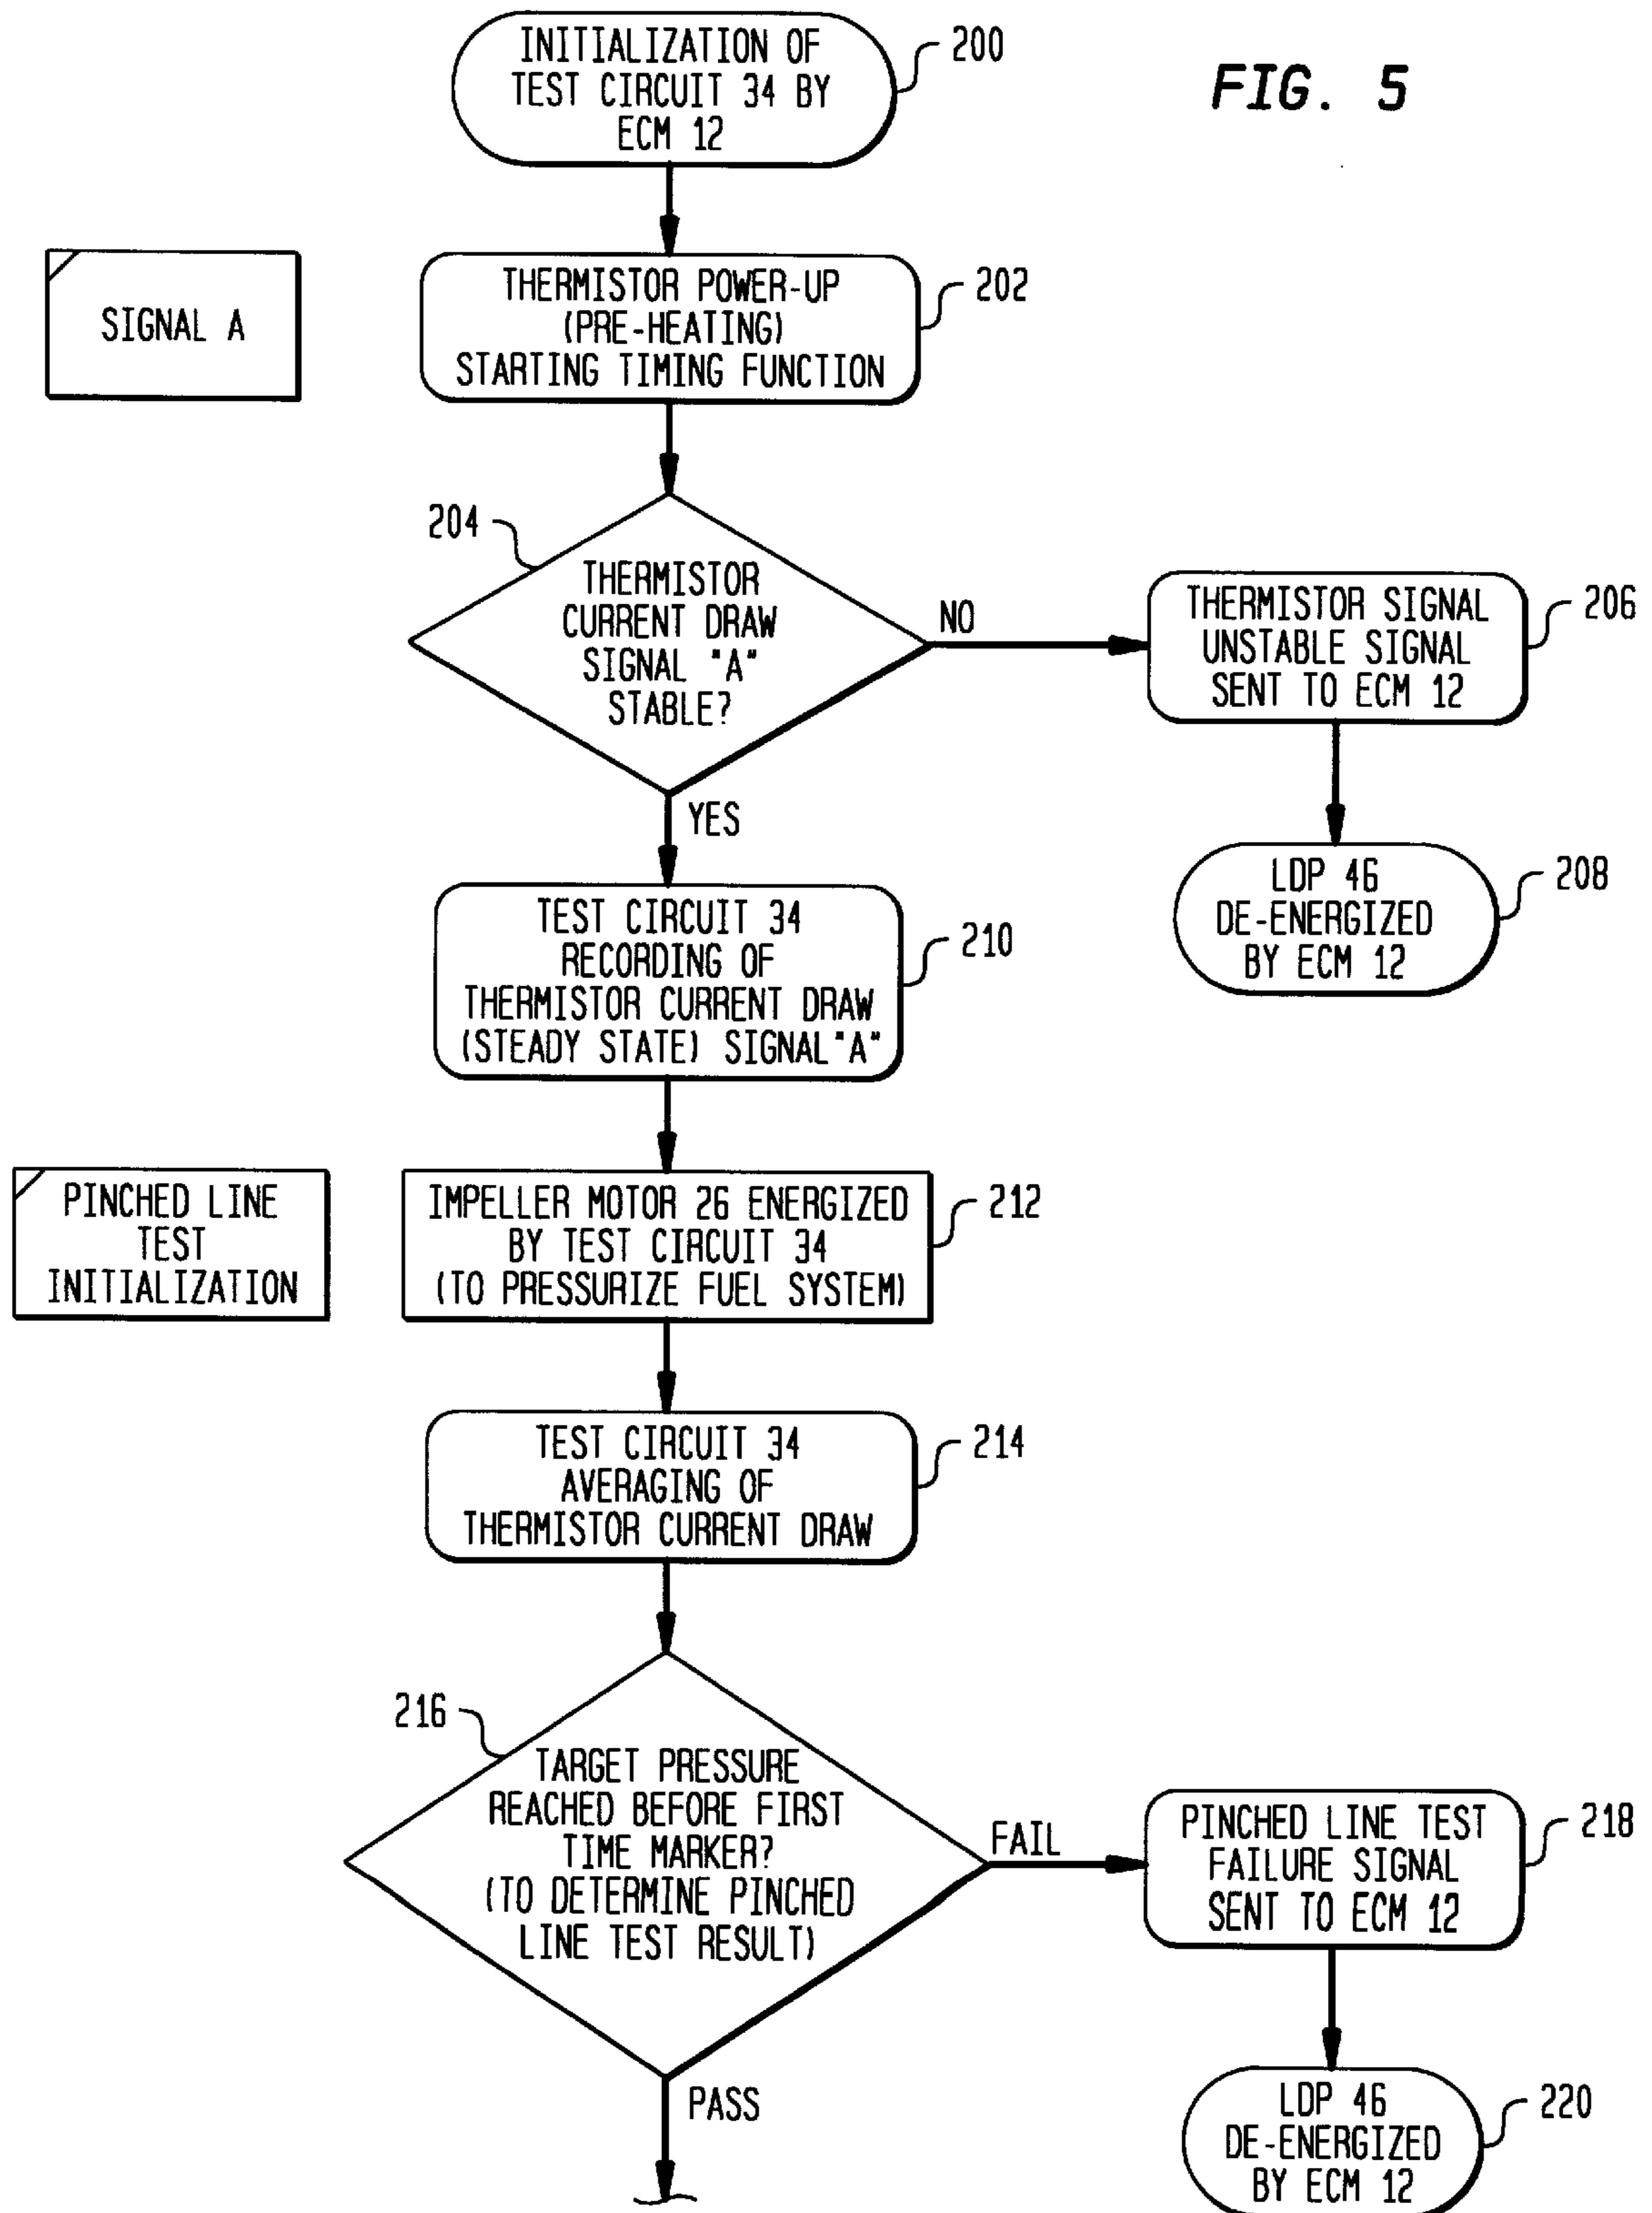 FIG. 5
INITIALIZATION OF
TEST CIRCUIT 34 BY
ECM 12
200
SIGNAL A
THERMISTOR POWER-UP
(PRE-HEATING)
STARTING TIMING FUNCTION
202
204
THERMISTOR
CURRENT DRAW
SIGNAL "A"
STABLE?
NO
THERMISTOR SIGNAL
UNSTABLE SIGNAL
SENT TO ECM 12
206
YES
LDP 46
DE-ENERGIZED
BY ECM 12
208
TEST CIRCUIT 34
RECORDING OF
THERMISTOR CURRENT DRAW
(STEADY STATE) SIGNAL"A"
210
PINCHED LINE
TEST
INITIALIZATION
IMPELLER MOTOR 26 ENERGIZED
BY TEST CIRCUIT 34
(TO PRESSURIZE FUEL SYSTEM)
212
TEST CIRCUIT 34
AVERAGING OF
THERMISTOR CURRENT DRAW
214
216
TARGET PRESSURE
REACHED BEFORE FIRST
TIME MARKER?
(TO DETERMINE PINCHED
LINE TEST RESULT)
FAIL
PINCHED LINE TEST
FAILURE SIGNAL
SENT TO ECM 12
218
PASS
LDP 46
DE-ENERGIZED
BY ECM 12
220